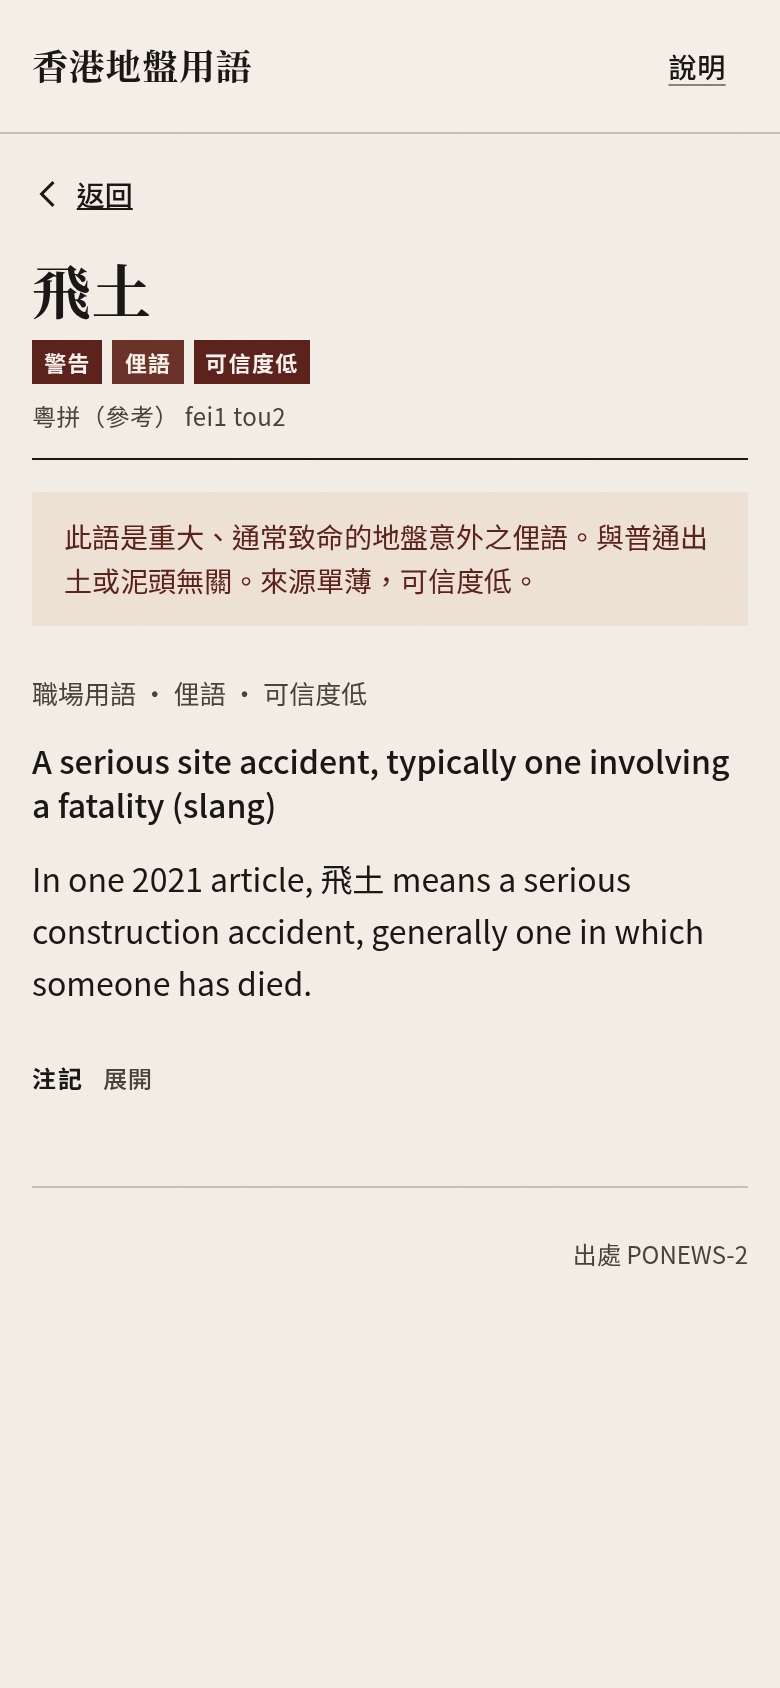 香港地盤用語
說明
返回
飛土
警告 俚語 可信度低
粵拼（參考） fei1 tou2
此語是重大、通常致命的地盤意外之俚語。與普通出
土或泥頭無關。來源單薄，可信度低。
職場用語 · 俚語 · 可信度低
A serious site accident, typically one involving
a fatality (slang)
In one 2021 article, 飛土 means a serious
construction accident, generally one in which
someone has died.
注記 展開
出處 PONEWS-2